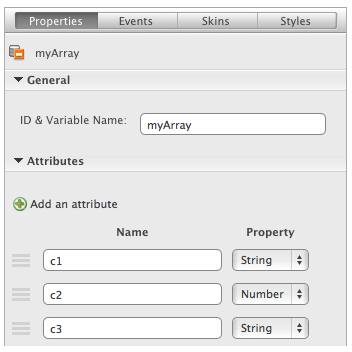 Properties Events Skins Styles
myArray
General
ID & Variable Name: myArray
Attributes
Add an attribute
Name Property
c1 String
c2 Number
c3 String